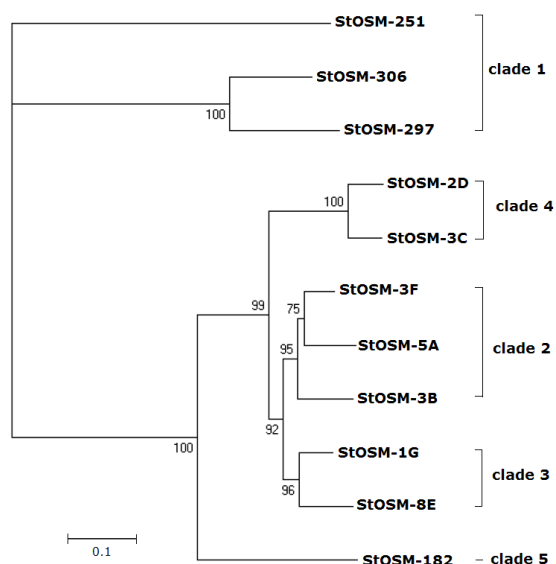 StOSM-251
clade 1
StOSM-306
100
StOSM-297
StOSM-2D
100
clade 4
StOSM-3C
StOSM-3F
99
75
StOSM-5A
clade 2
95
StOSM-3B
92
StOSM-1G
100
clade 3
96
StOSM-8E
0.1
StOSM-182
clade 5